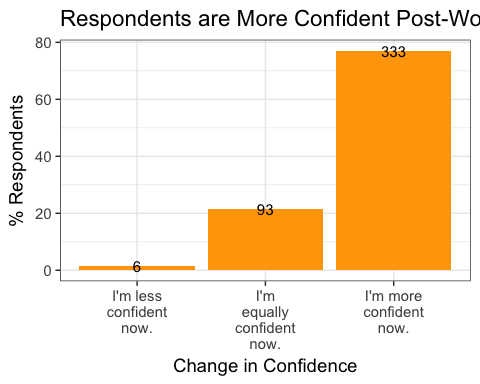 Respondents are More Confident Post-Wo
80
60
40
20
0
% Respondents
333
93
6
I'm less
confident
now.
I'm
equally
confident
now.
I'm more
confident
now.
Change in Confidence